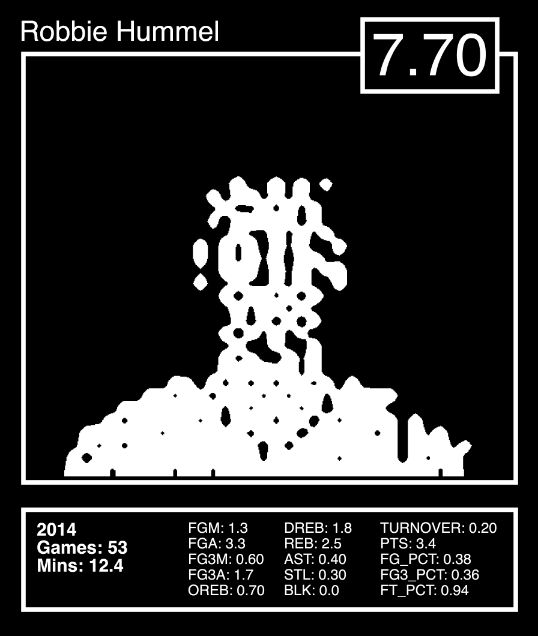 Robbie Hummel
7.70
2014
Games: 53
Mins: 12.4
FGM: 1.3
FGA: 3.3
FG3M: 0.60
FG3A: 1.7
OREB: 0.70
DREB: 1.8
REB: 2.5
AST: 0.40
STL: 0.30
BLK: 0.0
TURNOVER: 0.20
PTS: 3.4
FG_PCT: 0.38
FG3_PCT: 0.36
FT_PCT: 0.94